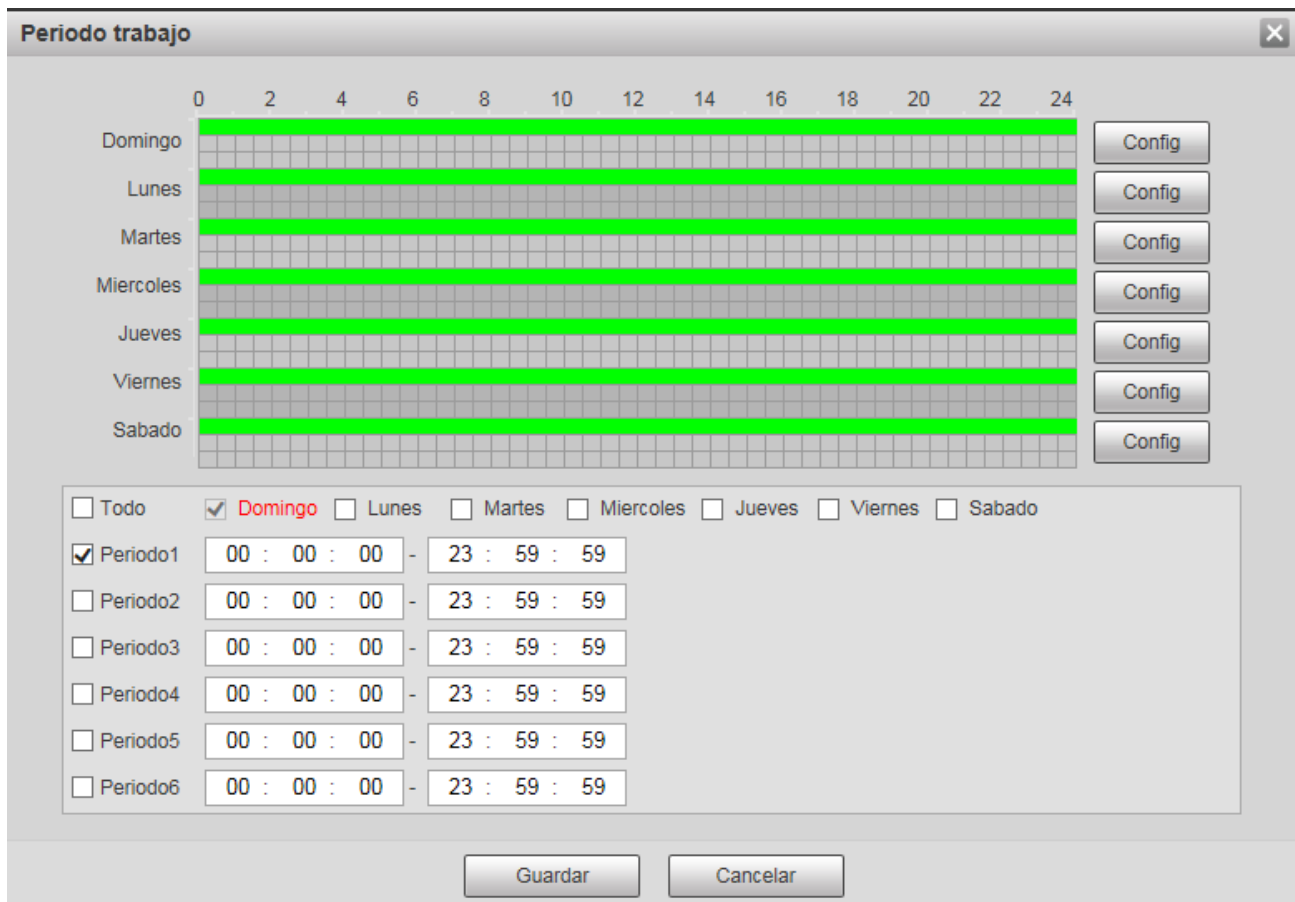 Periodo trabajo
0 2 4 6 8 10 12 14 16 18 20 22 24
Domingo Config
Lunes Config
Martes Config
Miercoles Config
Jueves Config
Viernes Config
Sabado Config
Todo Domingo Lunes Martes Miercoles Jueves Viernes Sabado
Periodo1 00 : 00 : 00 - 23 : 59 : 59
Periodo2 00 : 00 : 00 - 23 : 59 : 59
Periodo3 00 : 00 : 00 - 23 : 59 : 59
Periodo4 00 : 00 : 00 - 23 : 59 : 59
Periodo5 00 : 00 : 00 - 23 : 59 : 59
Periodo6 00 : 00 : 00 - 23 : 59 : 59
Guardar Cancelar